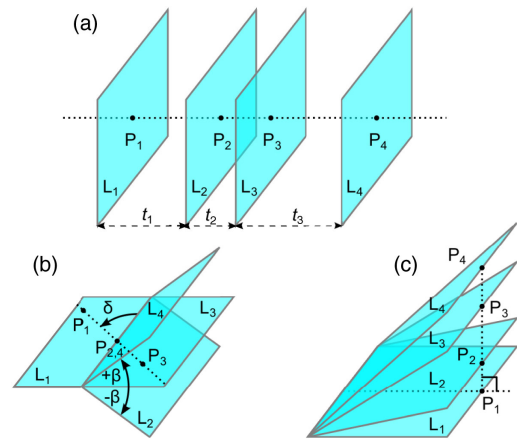 (a)
P₁ P₂ P₃ P₄
L₁ L₂ L₃ L₄
t₁ t₂ t₃
(b)
δ
P₁ L₄ L₃
P₂,₄ P₃
L₁ +β
-β
L₂
(c)
P₄
L₄ P₃
L₃
P₂
L₂
P₁
L₁